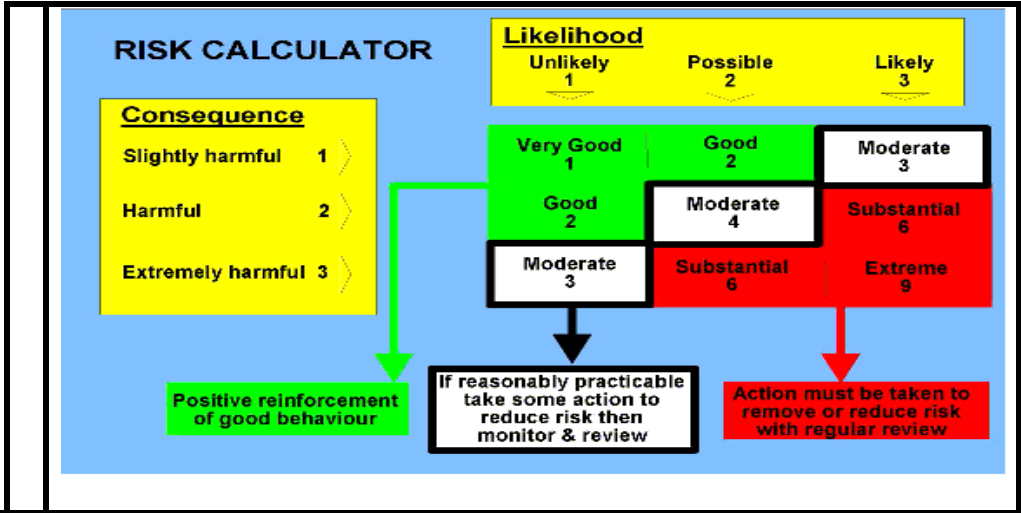 RISK CALCULATOR
Likelihood
Unlikely Possible Likely
1 2 3
Consequence
Slightly harmful 1
Harmful 2
Extremely harmful 3
Very Good Good Moderate
1 2 3
Good Moderate Substantial
2 4 6
Moderate Substantial Extreme
3 6 9
Positive reinforcement
of good behaviour
If reasonably practicable
take some action to
reduce risk then
monitor & review
Action must be taken to
remove or reduce risk
with regular review